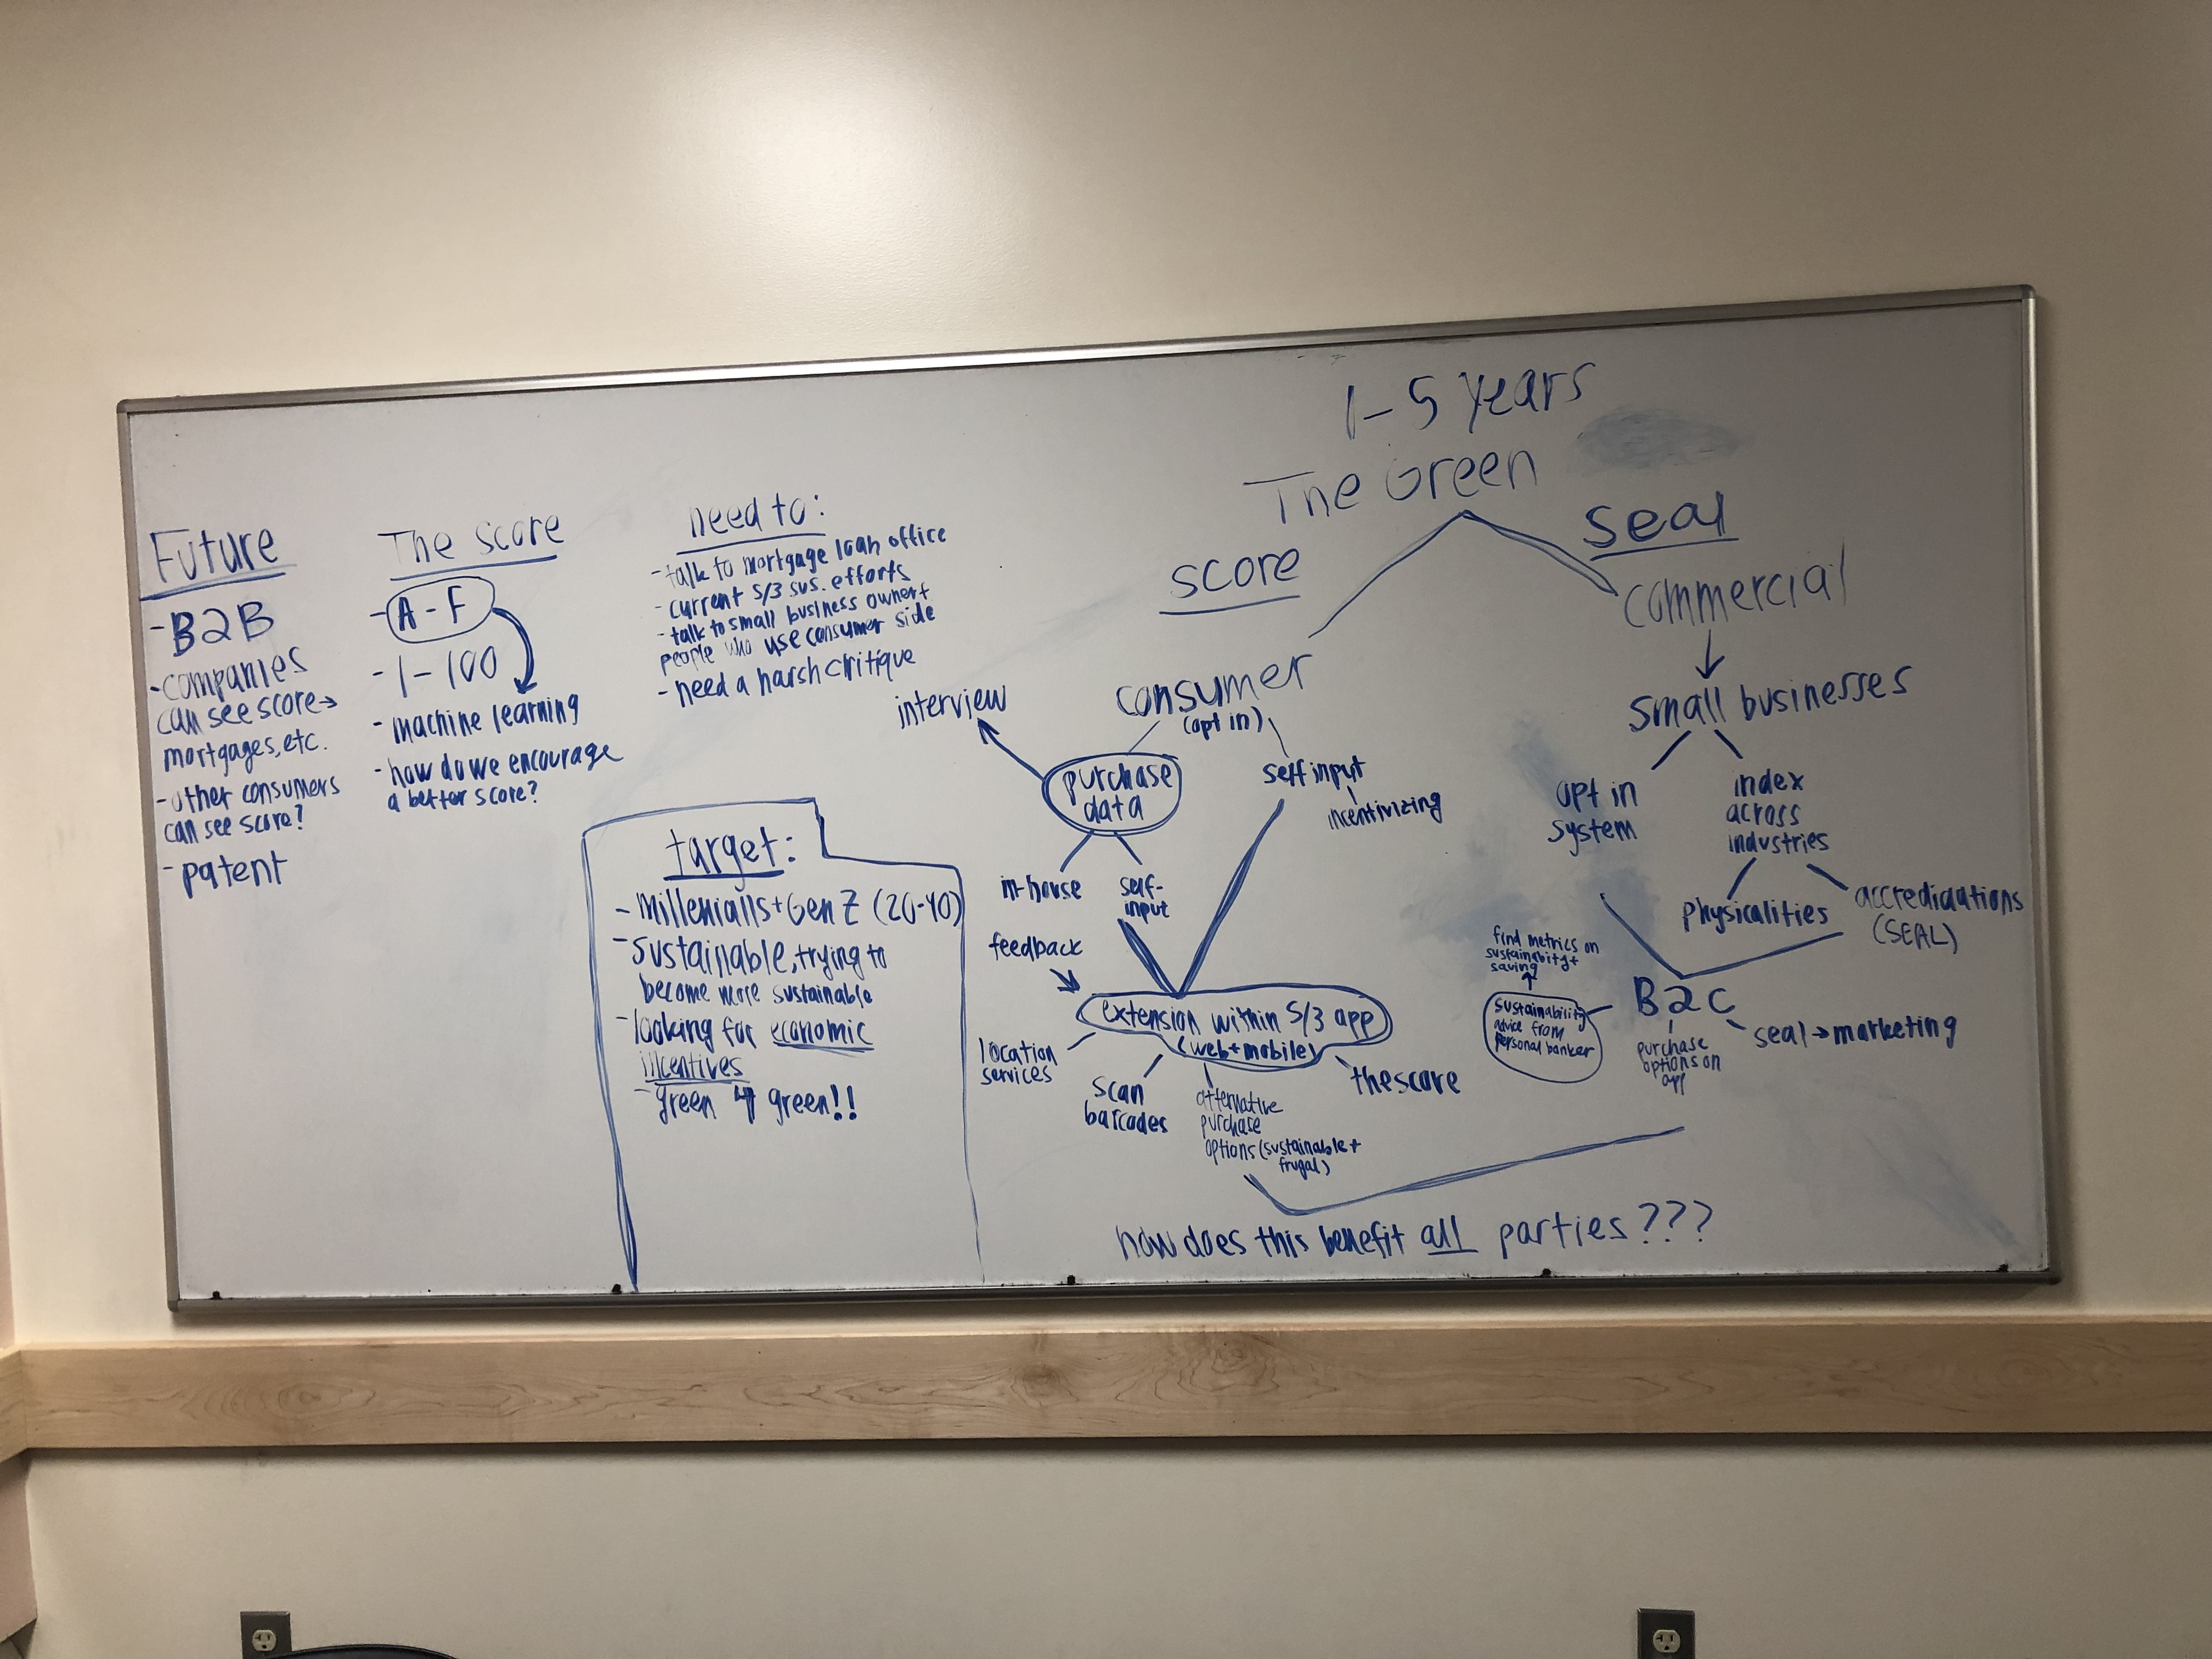 Future
- B2B
- companies
can see score→
mortgages, etc.
- other consumers
can see score?
- patent
The score
- A - F
- 1 - 100
- machine learning
- how do we encourage
a better score?
need to:
- talk to mortgage loan office
- current 5/3 sus. efforts
- talk to small business owner +
people who use consumer side
- need a harsh critique
target:
- Millenialls + Gen Z (20-40)
- Sustainable, trying to
become more sustainable
- looking for economic
incentives
- green 4 green!!
1-5 years
The Green
score
seal
consumer
(opt in)
interview
purchase
data
self input
incentivizing
in-house
self-
input
feedback
extension within 5/3 app
(web + mobile)
location
services
scan
barcodes
alternative
purchase
options (sustainable +
frugal)
the score
commercial
small businesses
opt in
system
index
across
industries
physicalities
accrediaations
(SEAL)
find metrics on
sustainability +
saving
sustainability
advice from
personal banker
B2C
purchase
options on
app
seal → marketing
how does this benefit all parties???